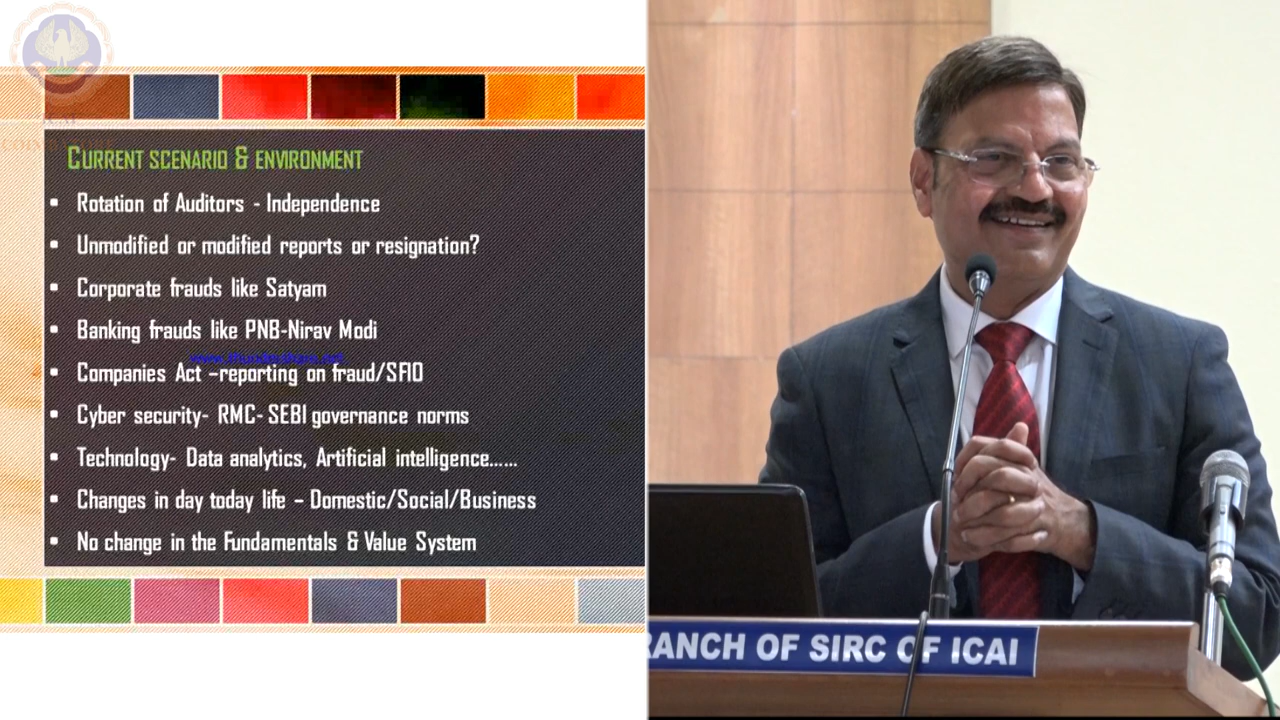 CURRENT SCENARIO & ENVIRONMENT
Rotation of Auditors - Independence
Unmodified or modified reports or resignation?
Corporate frauds like Satyam
Banking frauds like PNB-Nirav Modi
Companies Act –reporting on fraud/SFIO
Cyber security- RMC- SEBI governance norms
Technology- Data analytics, Artificial intelligence......
Changes in day today life – Domestic/Social/Business
No change in the Fundamentals & Value System
RANCH OF SIRC OF ICAI